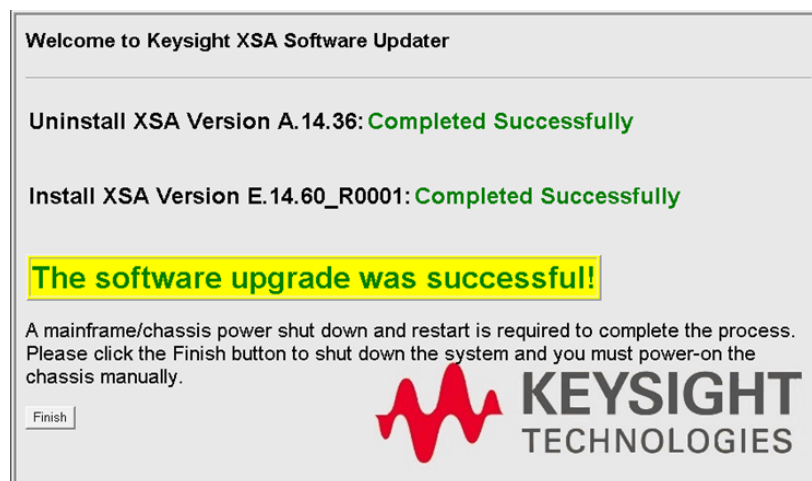 Welcome to Keysight XSA Software Updater
Uninstall XSA Version A.14.36: Completed Successfully
Install XSA Version E.14.60_R0001: Completed Successfully
The software upgrade was successful!
A mainframe/chassis power shut down and restart is required to complete the process.
Please click the Finish button to shut down the system and you must power-on the
chassis manually.
Finish
KEYSIGHT
TECHNOLOGIES